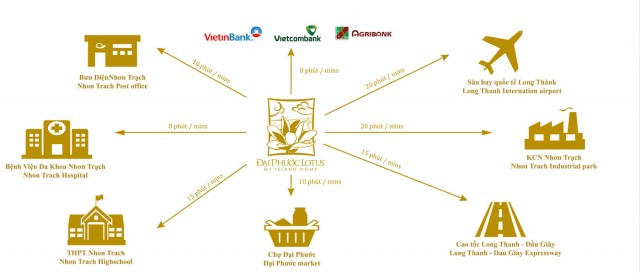 VietinBank
Vietcombank
AGRIBANK
10 phút / mins
8 phút / mins
20 phút / mins
Bưu ĐiệnNhơn Trạch
Nhon Trach Post office
Sân bay quốc tế Long Thành
Long Thanh Internation airport
8 phút / mins
20 phút / mins
ĐẠI PHƯỚC LOTUS
MY ISLAND HOME
Bệnh Viện Đa Khoa Nhơn Trạch
Nhon Trach Hospital
KCN Nhơn Trạch
Nhon Trach Industrial park
15 phút / mins
10 phút / mins
15 phút / mins
THPT Nhon Trach
Nhon Trach Highschool
Chợ Đại Phước
Đại Phước market
Cao tốc Long Thanh - Dầu Giây
Long Thanh - Dau Giay Expressway